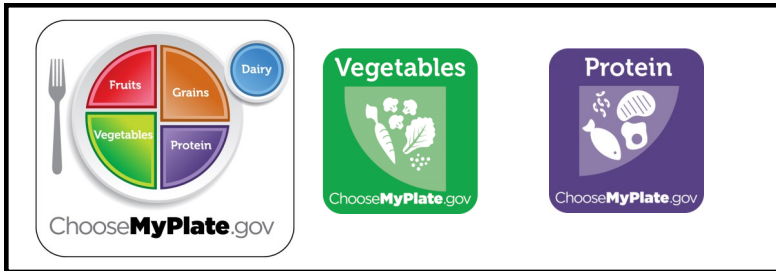 Fruits
Grains
Dairy
Vegetables
Protein
ChooseMyPlate.gov
Vegetables
ChooseMyPlate.gov
Protein
ChooseMyPlate.gov